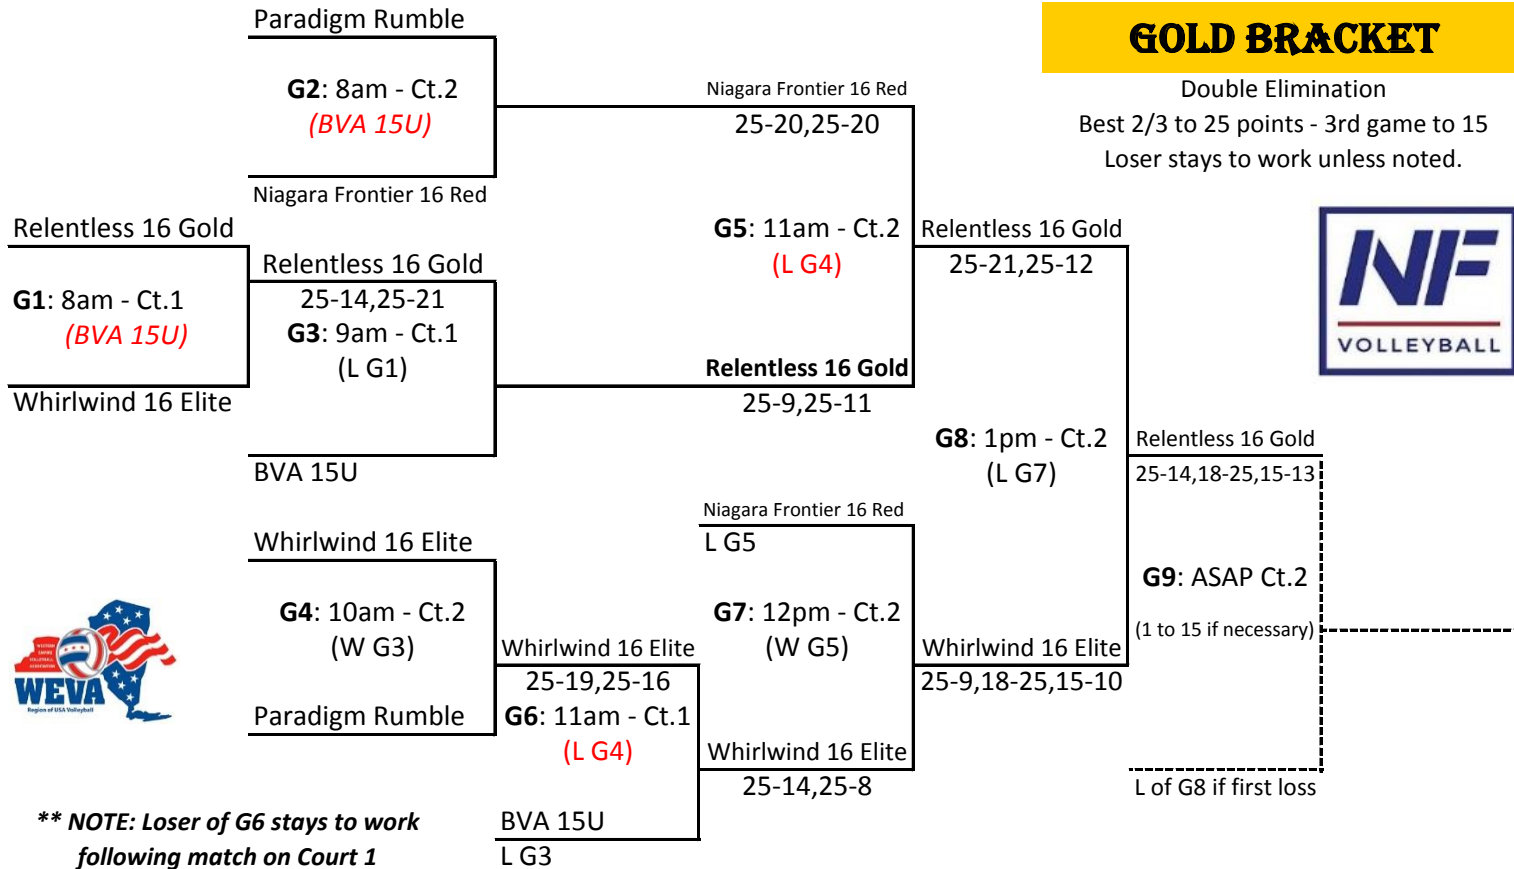 Paradigm Rumble
GOLD BRACKET
G2: 8am - Ct.2
(BVA 15U)
Niagara Frontier 16 Red
25-20,25-20
Double Elimination
Best 2/3 to 25 points - 3rd game to 15
Loser stays to work unless noted.
Niagara Frontier 16 Red
Relentless 16 Gold
G1: 8am - Ct.1
(BVA 15U)
Whirlwind 16 Elite
Relentless 16 Gold
25-14,25-21
G3: 9am - Ct.1
(L G1)
BVA 15U
G5: 11am - Ct.2
(L G4)
Relentless 16 Gold
25-9,25-11
Relentless 16 Gold
25-21,25-12
NF
VOLLEYBALL
G8: 1pm - Ct.2
(L G7)
Relentless 16 Gold
25-14,18-25,15-13
Niagara Frontier 16 Red
L G5
Whirlwind 16 Elite
G4: 10am - Ct.2
(W G3)
Paradigm Rumble
G7: 12pm - Ct.2
(W G5)
G9: ASAP Ct.2
(1 to 15 if necessary)
Whirlwind 16 Elite
25-19,25-16
G6: 11am - Ct.1
(L G4)
Whirlwind 16 Elite
25-9,18-25,15-10
Whirlwind 16 Elite
25-14,25-8
L of G8 if first loss
BVA 15U
L G3
WESTERN
EMPIRE
VOLLEYBALL
ASSOCIATION
WEVA
Region of USA Volleyball
** NOTE: Loser of G6 stays to work
following match on Court 1